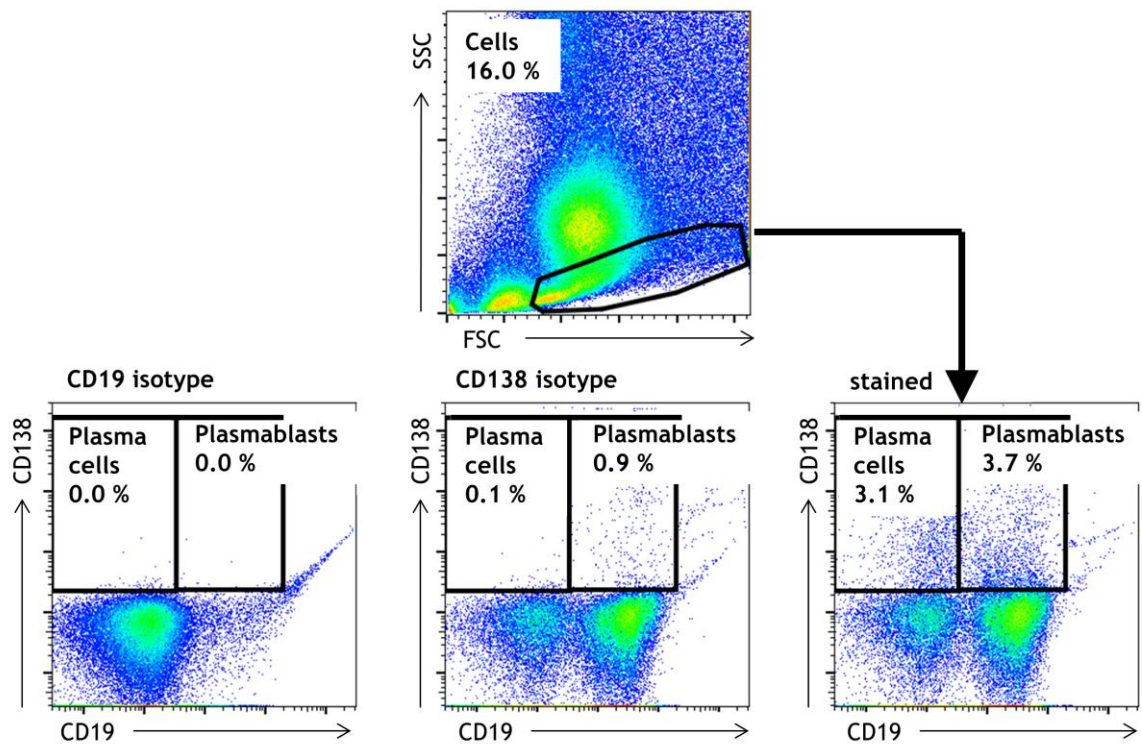 SSC
Cells
16.0 %
FSC
CD19 isotype
CD138
Plasma
cells
0.0 %
Plasmablasts
0.0 %
CD19
CD138 isotype
CD138
Plasma
cells
0.1 %
Plasmablasts
0.9 %
CD19
stained
CD138
Plasma
cells
3.1 %
Plasmablasts
3.7 %
CD19